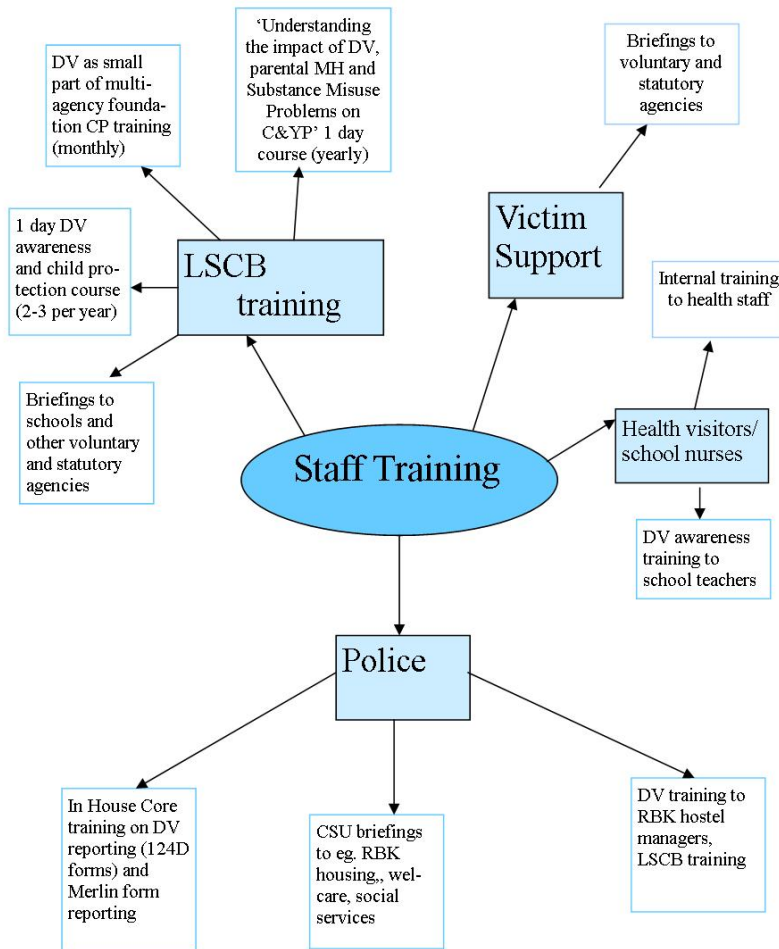 DV as small
part of multi-
agency founda-
tion CP training
(monthly)
‘Understanding
the impact of DV,
parental MH and
Substance Misuse
Problems on
C&YP’ 1 day
course (yearly)
Briefings to
voluntary and
statutory
agencies
1 day DV
awareness
and child pro-
tection course
(2-3 per year)
LSCB
training
Victim
Support
Internal training
to health staff
Briefings to
schools and
other voluntary
and statutory
agencies
Staff Training
Health visitors/
school nurses
DV awareness
training to
school teachers
Police
In House Core
training on DV
reporting (124D
forms) and
Merlin form
reporting
CSU briefings
to eg. RBK
housing,, wel-
care, social
services
DV training to
RBK hostel
managers,
LSCB training